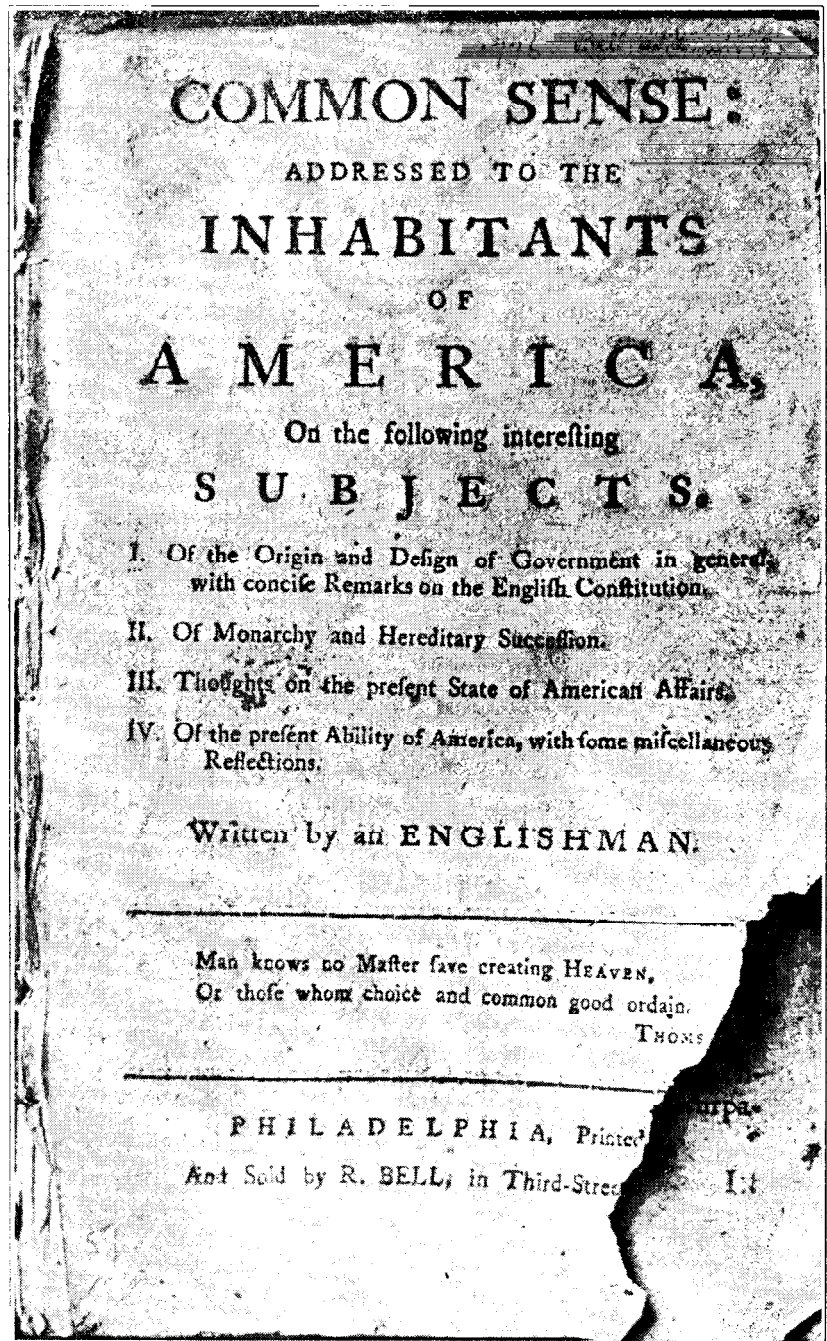 COMMON SENSE:
ADDRESSED TO THE
INHABITANTS
OF
AMERICA,
On the following intereſting
SUBJECTS.
I. Of the Origin and Deſign of Government in general,
with conciſe Remarks on the Engliſh Conſtitution.
II. Of Monarchy and Hereditary Succeſſion.
III. Thoughts on the preſent State of American Affairs.
IV. Of the preſent Ability of America, with ſome miſcellaneous
Reflections.
Written by an ENGLISHMAN.
Man knows no Maſter ſave creating HEAVEN,
Or thoſe whom choice and common good ordain.
THOMS
PHILADELPHIA, Printed
And Sold by R. BELL, in Third-Stree